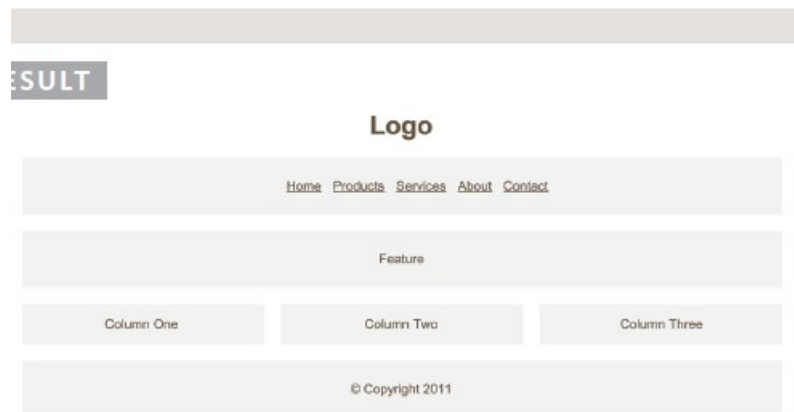 ESULT
Logo
Home Products Services About Contact
Feature
Column One Column Two Column Three
© Copyright 2011